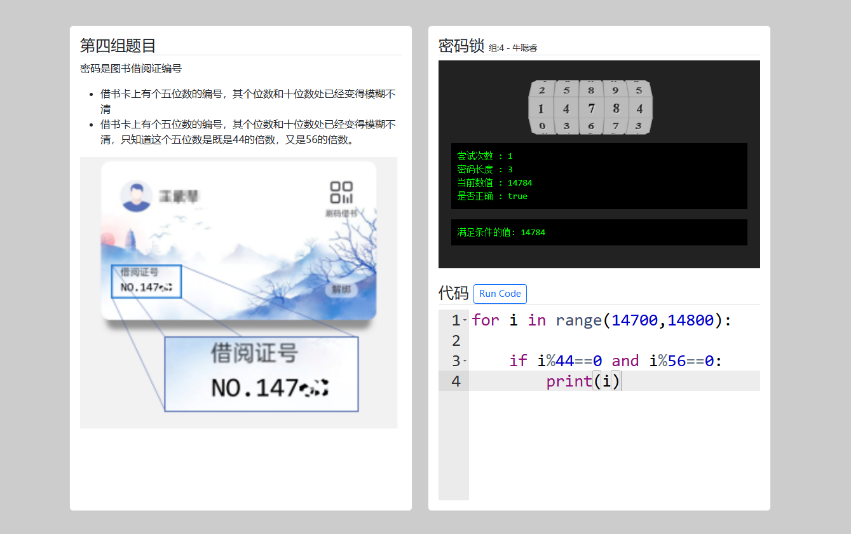 第四组题目
密码是图书借阅证编号
借书卡上有个五位数的编号，其个位数和十位数处已经变得模糊不
清
借书卡上有个五位数的编号，其个位数和十位数处已经变得模糊不
清，只知道这个五位数是既是44的倍数，又是56的倍数。
借阅证号
NO.147
解绑
借阅证号
NO.147
密码锁 组:4 -
2 5 8 9 5
1 4 7 8 4
0 3 6 7 3
尝试次数 : 1
密码长度 : 3
当前数值 : 14784
是否正确 : true
满足条件的值: 14784
代码 Run Code
1 for i in range(14700,14800):
2
3 if i%44==0 and i%56==0:
4 print(i)